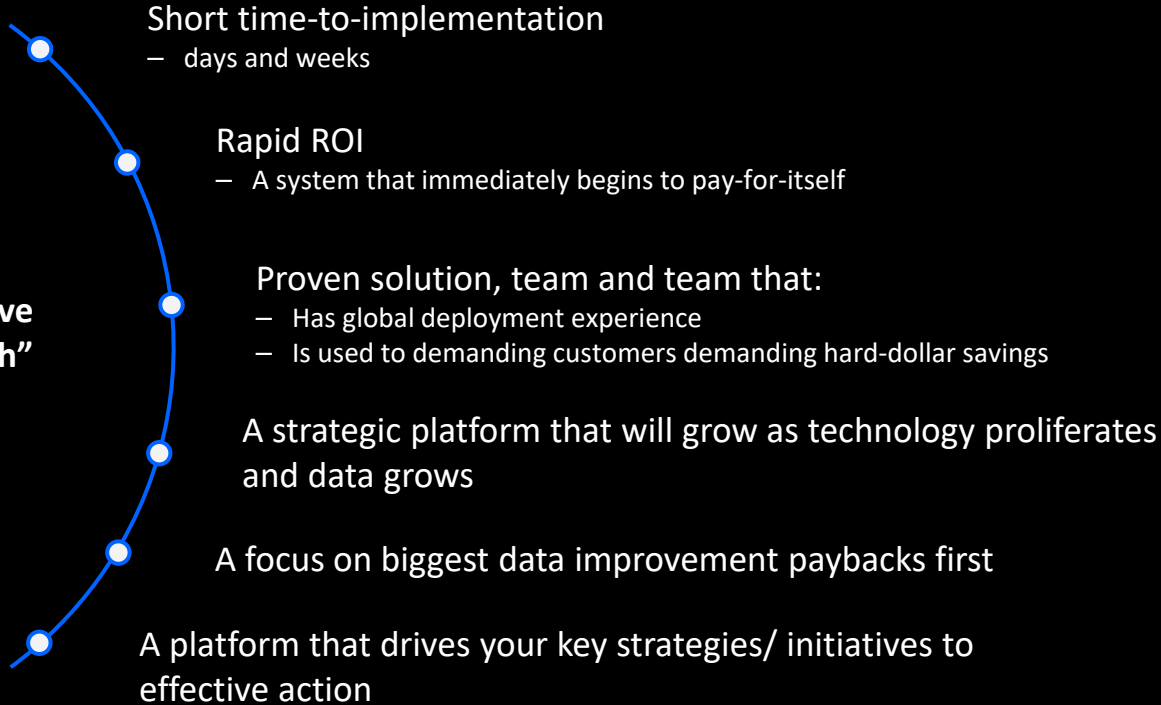 Short time-to-implementation
– days and weeks
Rapid ROI
– A system that immediately begins to pay-for-itself
Proven solution, team and team that:
– Has global deployment experience
– Is used to demanding customers demanding hard-dollar savings
A strategic platform that will grow as technology proliferates
and data grows
A focus on biggest data improvement paybacks first
A platform that drives your key strategies/ initiatives to
effective action